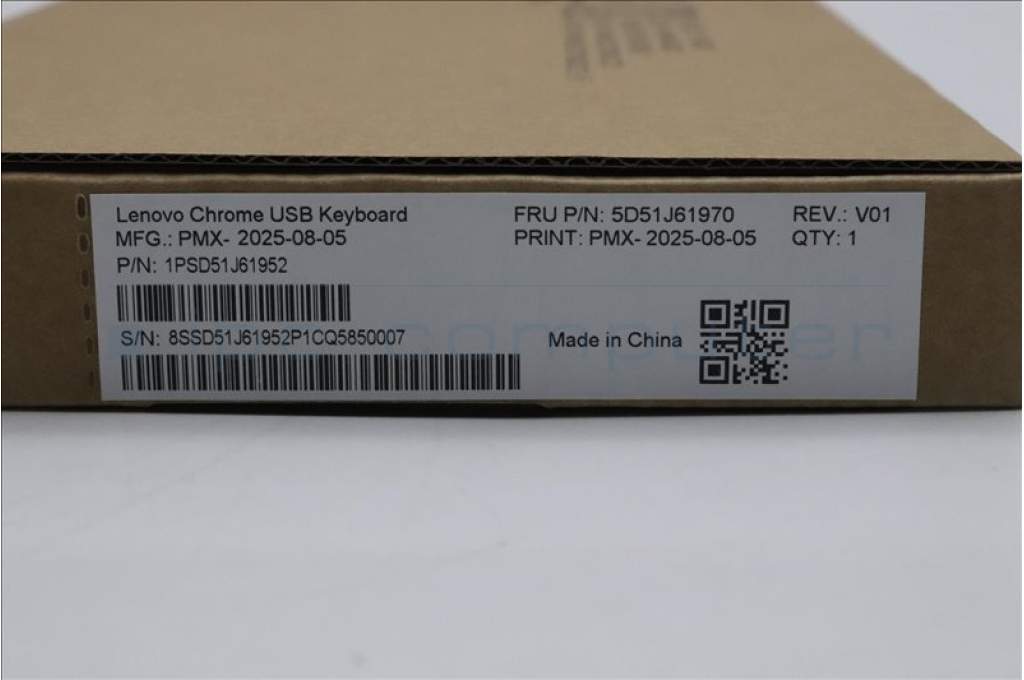 Lenovo Chrome USB Keyboard FRU P/N: 5D51J61970 REV.: V01
MFG.: PMX- 2025-08-05 PRINT: PMX- 2025-08-05 QTY: 1
P/N: 1PSD51J61952
S/N: 8SSD51J61952P1CQ5850007
Made in China
computer